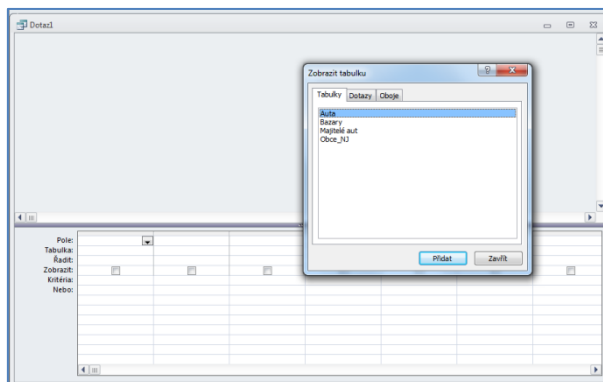 Dotaz1
Zobrazit tabulku
Tabulky Dotazy Oboje
Auta
Bazary
Majitelé aut
Obce_NJ
Přidat Zavřít
Pole:
Tabulka:
Řadit:
Zobrazit:
Kritéria:
Nebo: